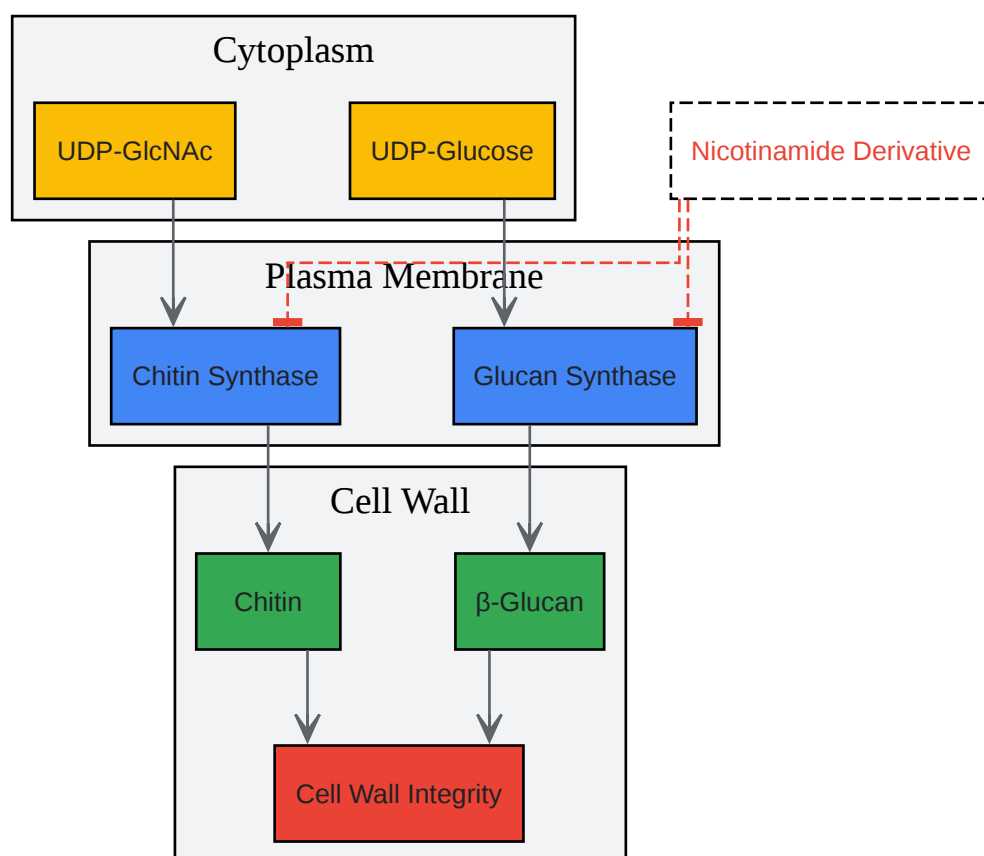 Cytoplasm
UDP-GlcNAc
UDP-Glucose
Nicotinamide Derivative
Plasma Membrane
Chitin Synthase
Glucan Synthase
Cell Wall
Chitin
β-Glucan
Cell Wall Integrity